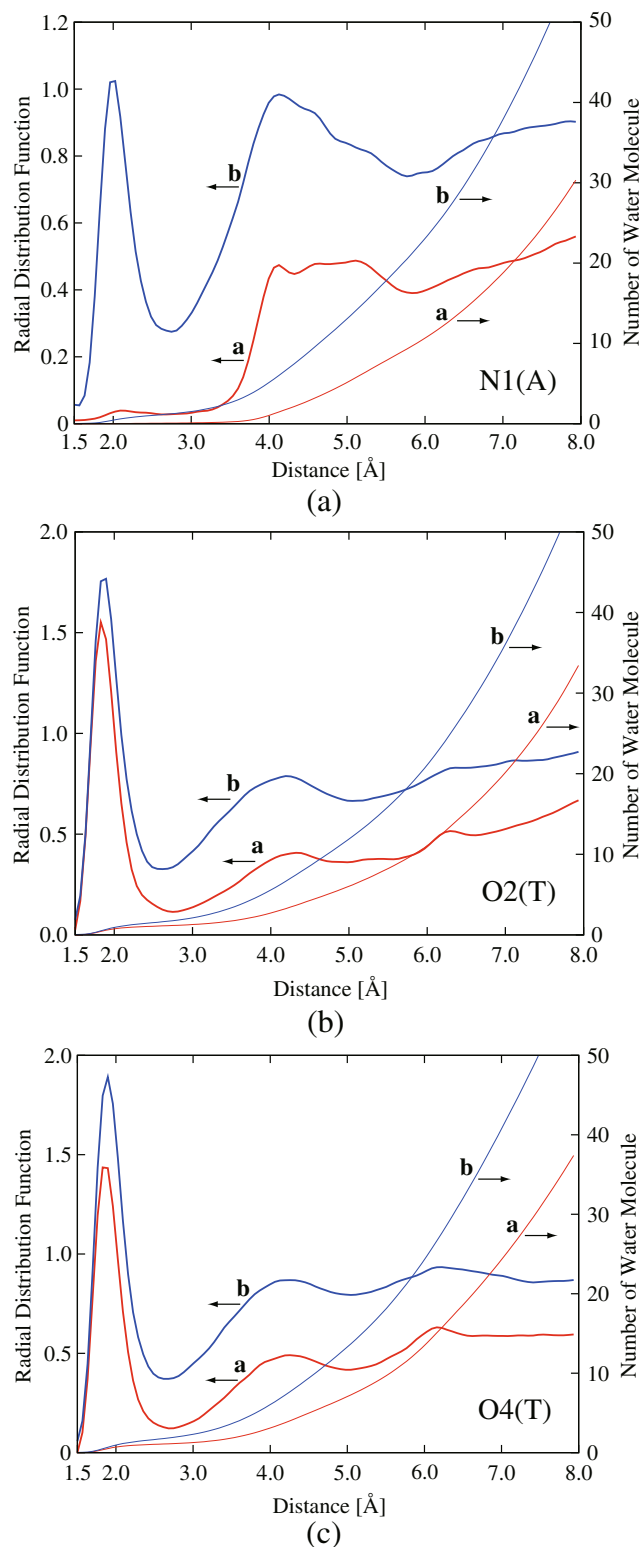 1.2
1.0
0.8
0.6
0.4
0.2
0
Radial Distribution Function
50
40
30
20
10
0
Number of Water Molecule
b
b
a
a
N1(A)
1.5 2.0 3.0 4.0 5.0 6.0 7.0 8.0
Distance [Å]
(a)
2.0
1.5
1.0
0.5
0.0
Radial Distribution Function
50
40
30
20
10
0
Number of Water Molecule
b
a
b
a
O2(T)
1.5 2.0 3.0 4.0 5.0 6.0 7.0 8.0
Distance [Å]
(b)
2.0
1.5
1.0
0.5
0
Radial Distribution Function
50
40
30
20
10
0
Number of Water Molecule
b
a
b
a
O4(T)
1.5 2.0 3.0 4.0 5.0 6.0 7.0 8.0
Distance [Å]
(c)